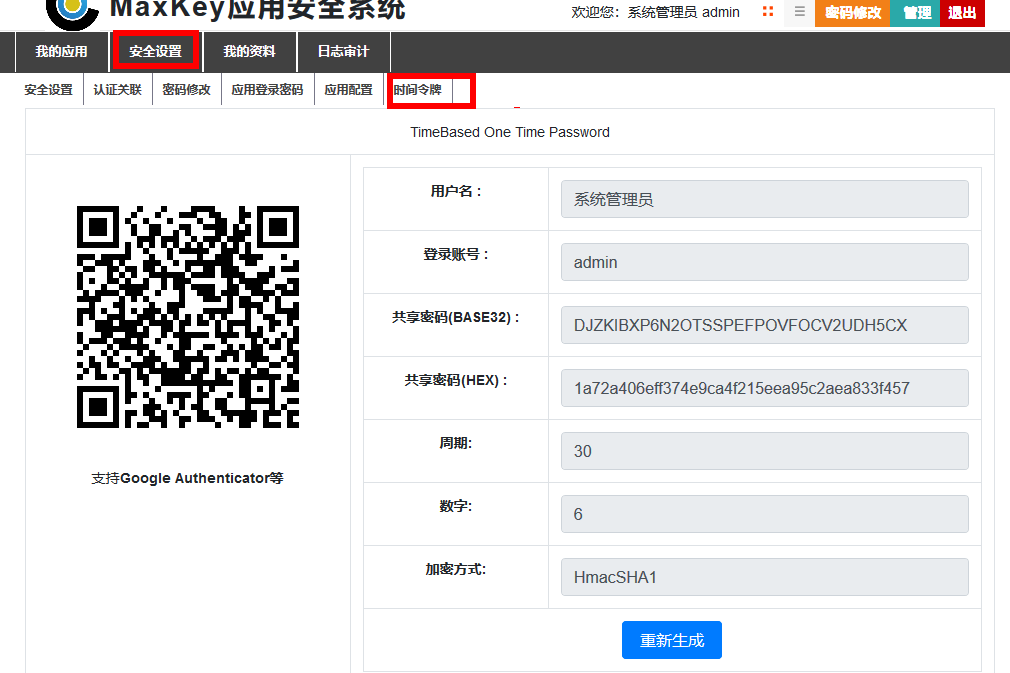 MaxKey应用安全系统
欢迎您：系统管理员 admin
密码修改 管理 退出
我的应用 安全设置 我的资料 日志审计
安全设置 认证关联 密码修改 应用登录密码 应用配置 时间令牌
TimeBased One Time Password
用户名：
系统管理员
登录账号：
admin
共享密码(BASE32)：
DJZKIBXP6N2OTSSPEFPOVFOCV2UDH5CX
共享密码(HEX)：
1a72a406eff374e9ca4f215eea95c2aea833f457
周期:
30
数字:
6
加密方式:
HmacSHA1
支持Google Authenticator等
重新生成